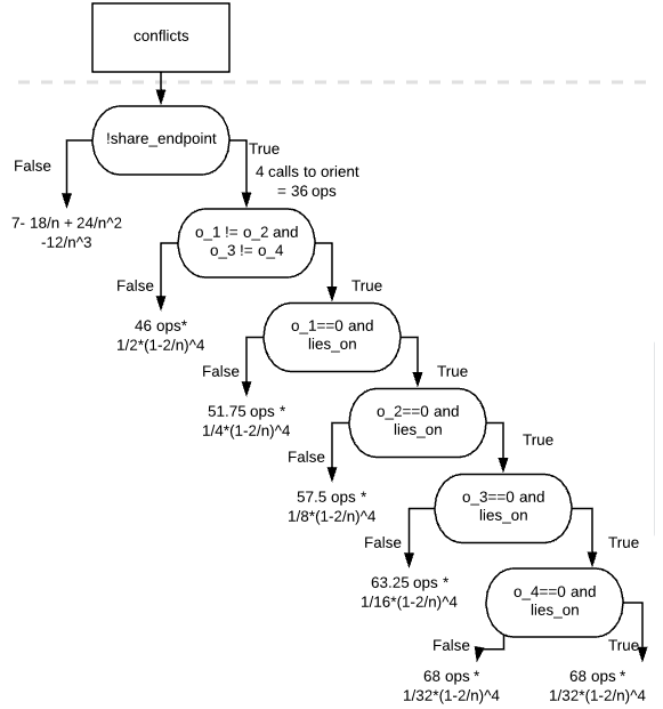 conflicts
!share_endpoint
False
True
4 calls to orient
= 36 ops
7- 18/n + 24/n^2
-12/n^3
o_1 != o_2 and
o_3 != o_4
False
True
46 ops*
1/2*(1-2/n)^4
o_1==0 and
lies_on
False
True
51.75 ops *
1/4*(1-2/n)^4
o_2==0 and
lies_on
False
True
57.5 ops *
1/8*(1-2/n)^4
o_3==0 and
lies_on
False
True
63.25 ops *
1/16*(1-2/n)^4
o_4==0 and
lies_on
False
True
68 ops *
1/32*(1-2/n)^4
68 ops *
1/32*(1-2/n)^4